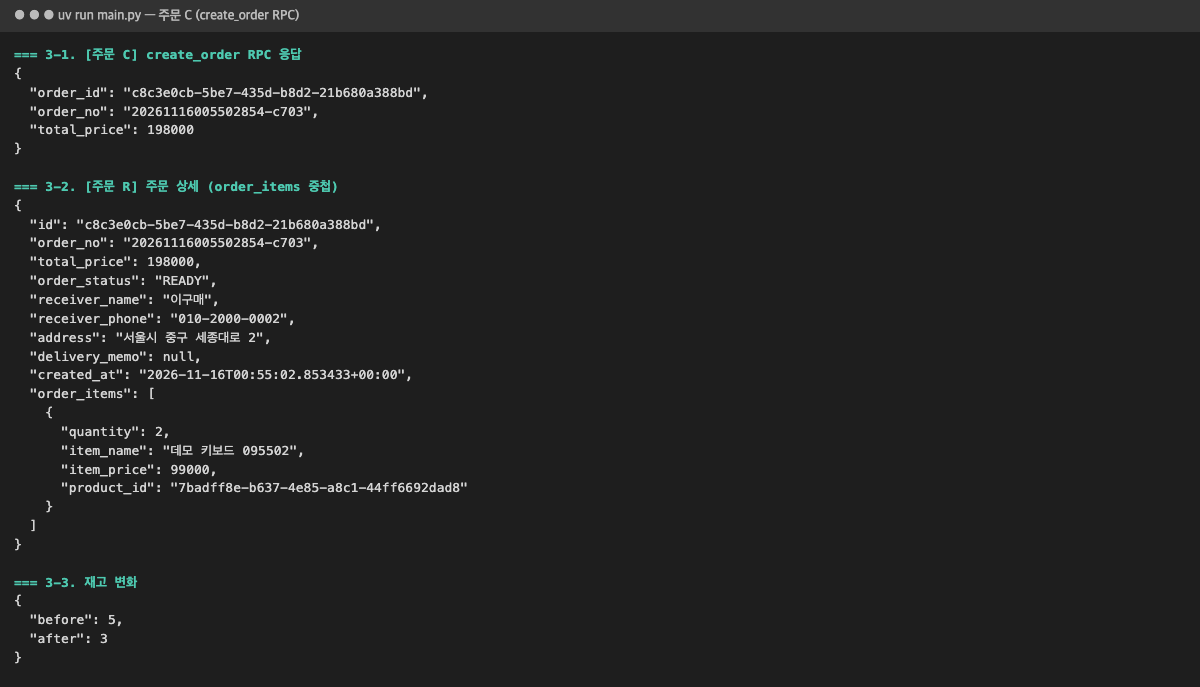 uv run main.py — 주문 C (create_order RPC)
=== 3-1. [주문 C] create_order RPC 응답
{
  "order_id": "c8c3e0cb-5be7-435d-b8d2-21b680a388bd",
  "order_no": "20261116005502854-c703",
  "total_price": 198000
}
=== 3-2. [주문 R] 주문 상세 (order_items 중첩)
{
  "id": "c8c3e0cb-5be7-435d-b8d2-21b680a388bd",
  "order_no": "20261116005502854-c703",
  "total_price": 198000,
  "order_status": "READY",
  "receiver_name": "이구매",
  "receiver_phone": "010-2000-0002",
  "address": "서울시 중구 세종대로 2",
  "delivery_memo": null,
  "created_at": "2026-11-16T00:55:02.853433+00:00",
  "order_items": [
    {
      "quantity": 2,
      "item_name": "데모 키보드 095502",
      "item_price": 99000,
      "product_id": "7badff8e-b637-4e85-a8c1-44ff6692dad8"
    }
  ]
}
=== 3-3. 재고 변화
{
  "before": 5,
  "after": 3
}